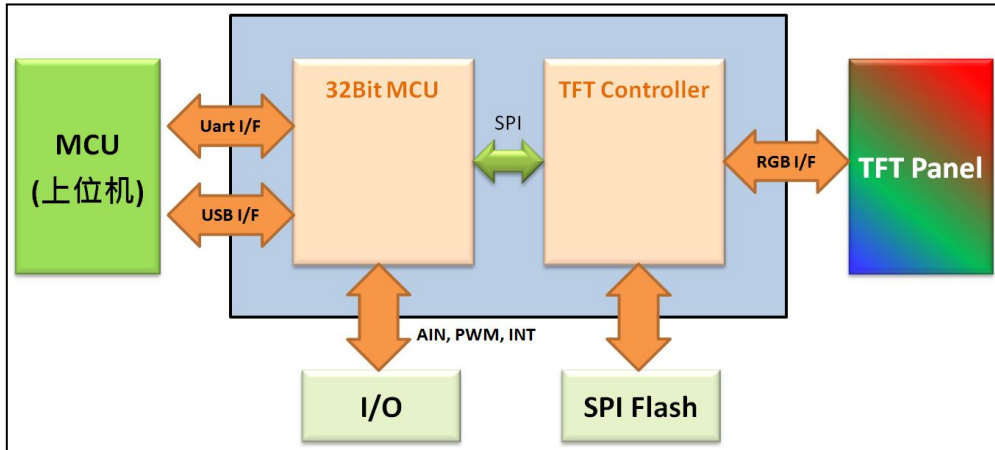 32Bit MCU
TFT Controller
SPI
Uart I/F
MCU
(上位机)
USB I/F
RGB I/F
TFT Panel
AIN, PWM, INT
I/O
SPI Flash